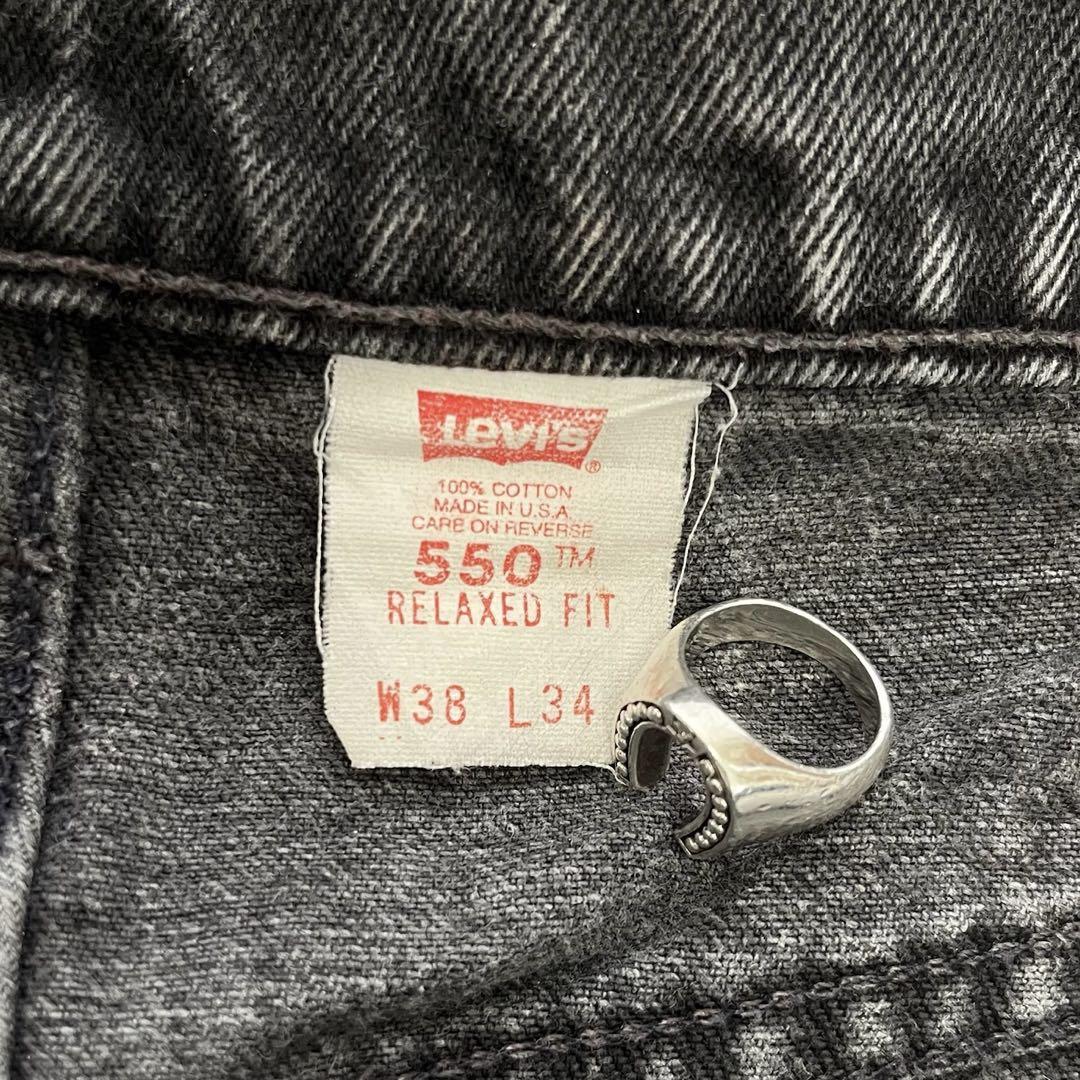 Levi's ®
100% COTTON
MADE IN U.S.A
CARE ON REVERSE
550™
RELAXED FIT
W38 L34